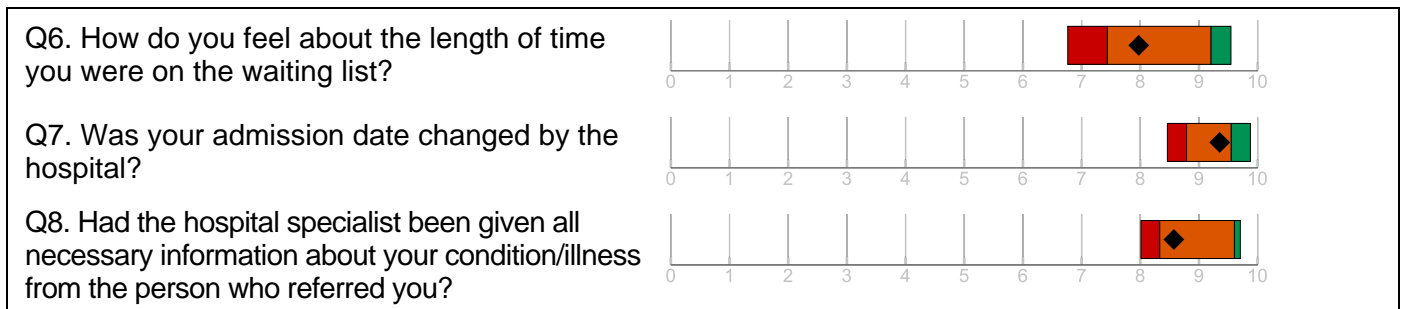 Q6. How do you feel about the length of time
you were on the waiting list?
0 1 2 3 4 5 6 7 8 9 10
Q7. Was your admission date changed by the
hospital?
0 1 2 3 4 5 6 7 8 9 10
Q8. Had the hospital specialist been given all
necessary information about your condition/illness
from the person who referred you?
0 1 2 3 4 5 6 7 8 9 10